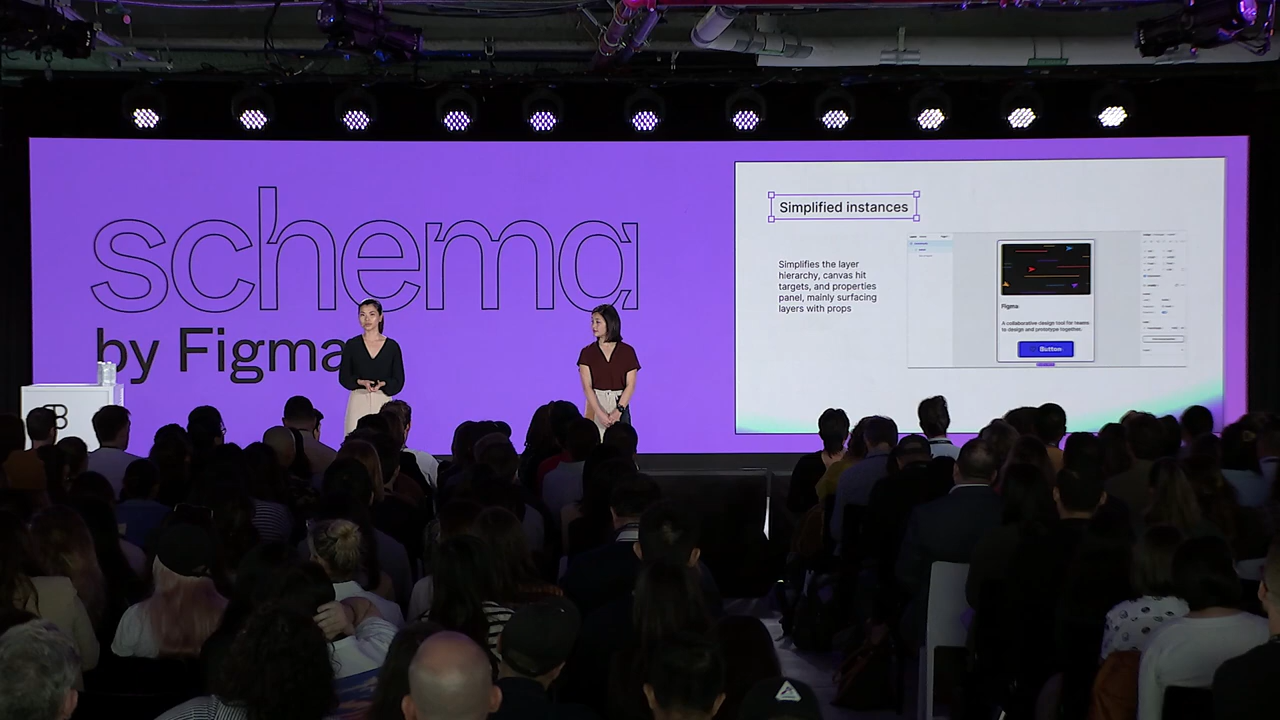 schema
by Figma
Simplified instances
Simplifies the layer
hierarchy, canvas hit
targets, and properties
panel, mainly surfacing
layers with props
Figma
A collaborative design tool for teams
to design and prototype together.
Button